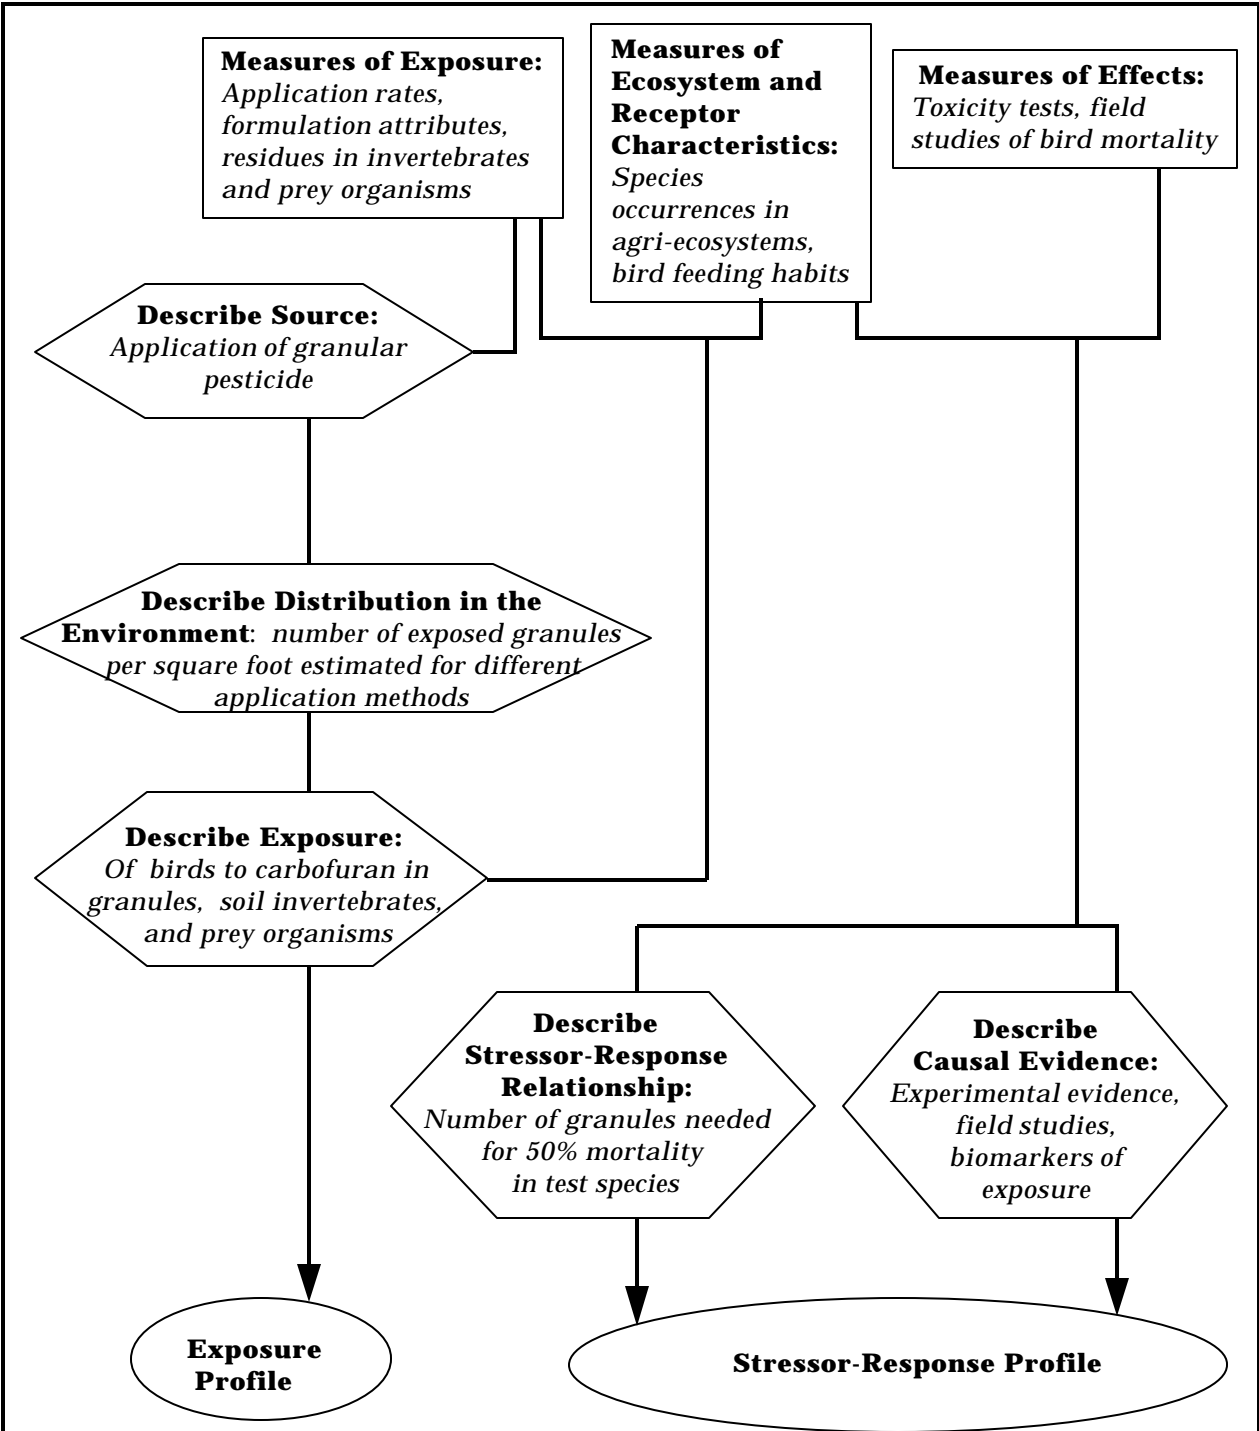 Measures of Exposure:
Application rates,
formulation attributes,
residues in invertebrates
and prey organisms
Measures of
Ecosystem and
Receptor
Characteristics:
Species
occurrences in
agri-ecosystems,
bird feeding habits
Measures of Effects:
Toxicity tests, field
studies of bird mortality
Describe Source:
Application of granular
pesticide
Describe Distribution in the
Environment: number of exposed granules
per square foot estimated for different
application methods
Describe Exposure:
Of birds to carbofuran in
granules, soil invertebrates,
and prey organisms
Describe
Stressor-Response
Relationship:
Number of granules needed
for 50% mortality
in test species
Describe
Causal Evidence:
Experimental evidence,
field studies,
biomarkers of
exposure
Exposure
Profile
Stressor-Response Profile